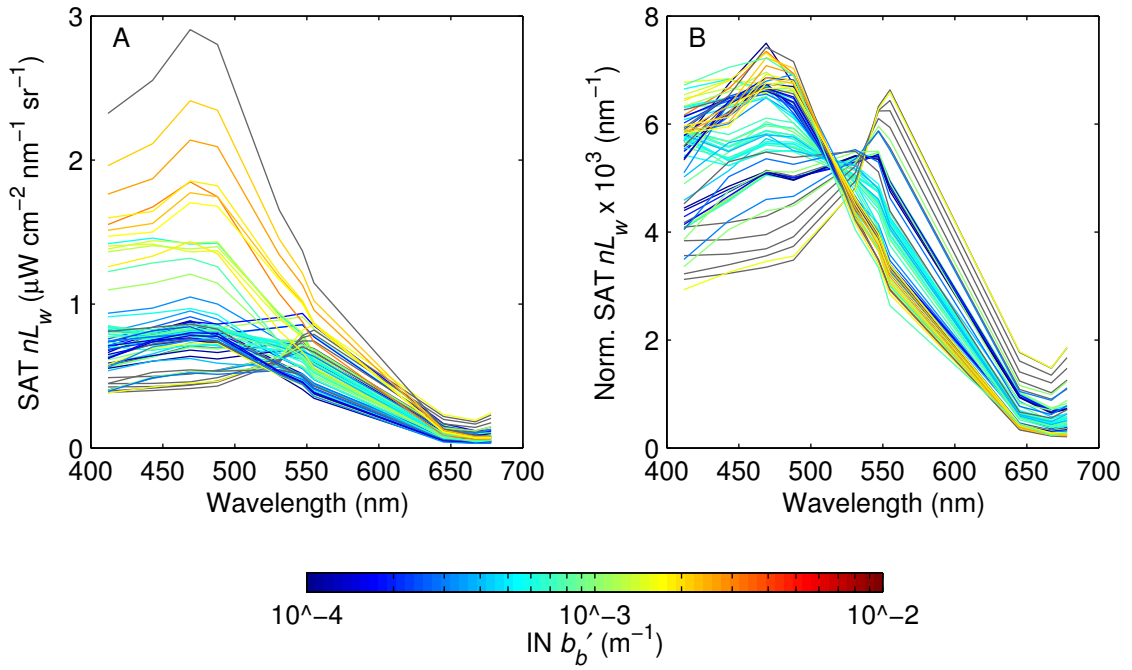 A
B
3
2
1
0
8
6
4
2
0
SAT nL_w (μW cm⁻² nm⁻¹ sr⁻¹)
Norm. SAT nL_w x 10³ (nm⁻¹)
400 450 500 550 600 650 700
400 450 500 550 600 650 700
Wavelength (nm)
Wavelength (nm)
10^-4 10^-3 10^-2
IN b_b′ (m⁻¹)